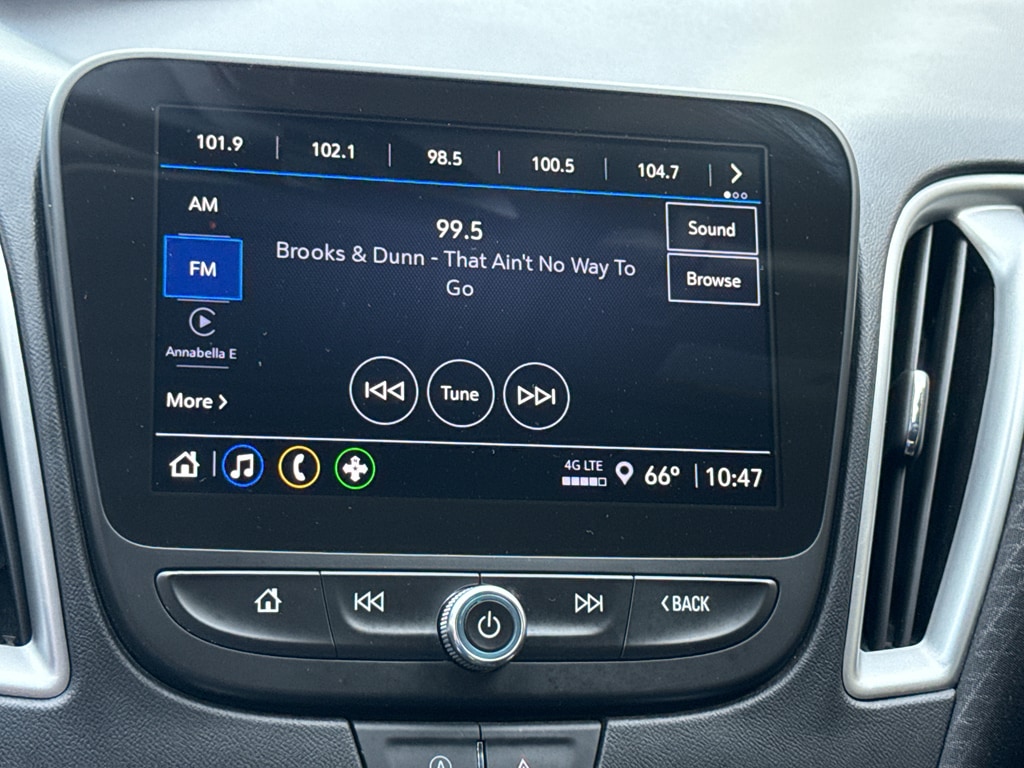 101.9 102.1 98.5 100.5 104.7
AM
99.5
Sound
FM
Brooks & Dunn - That Ain't No Way To
Go
Browse
Annabella E
More
Tune
4G LTE
66° 10:47
BACK
A